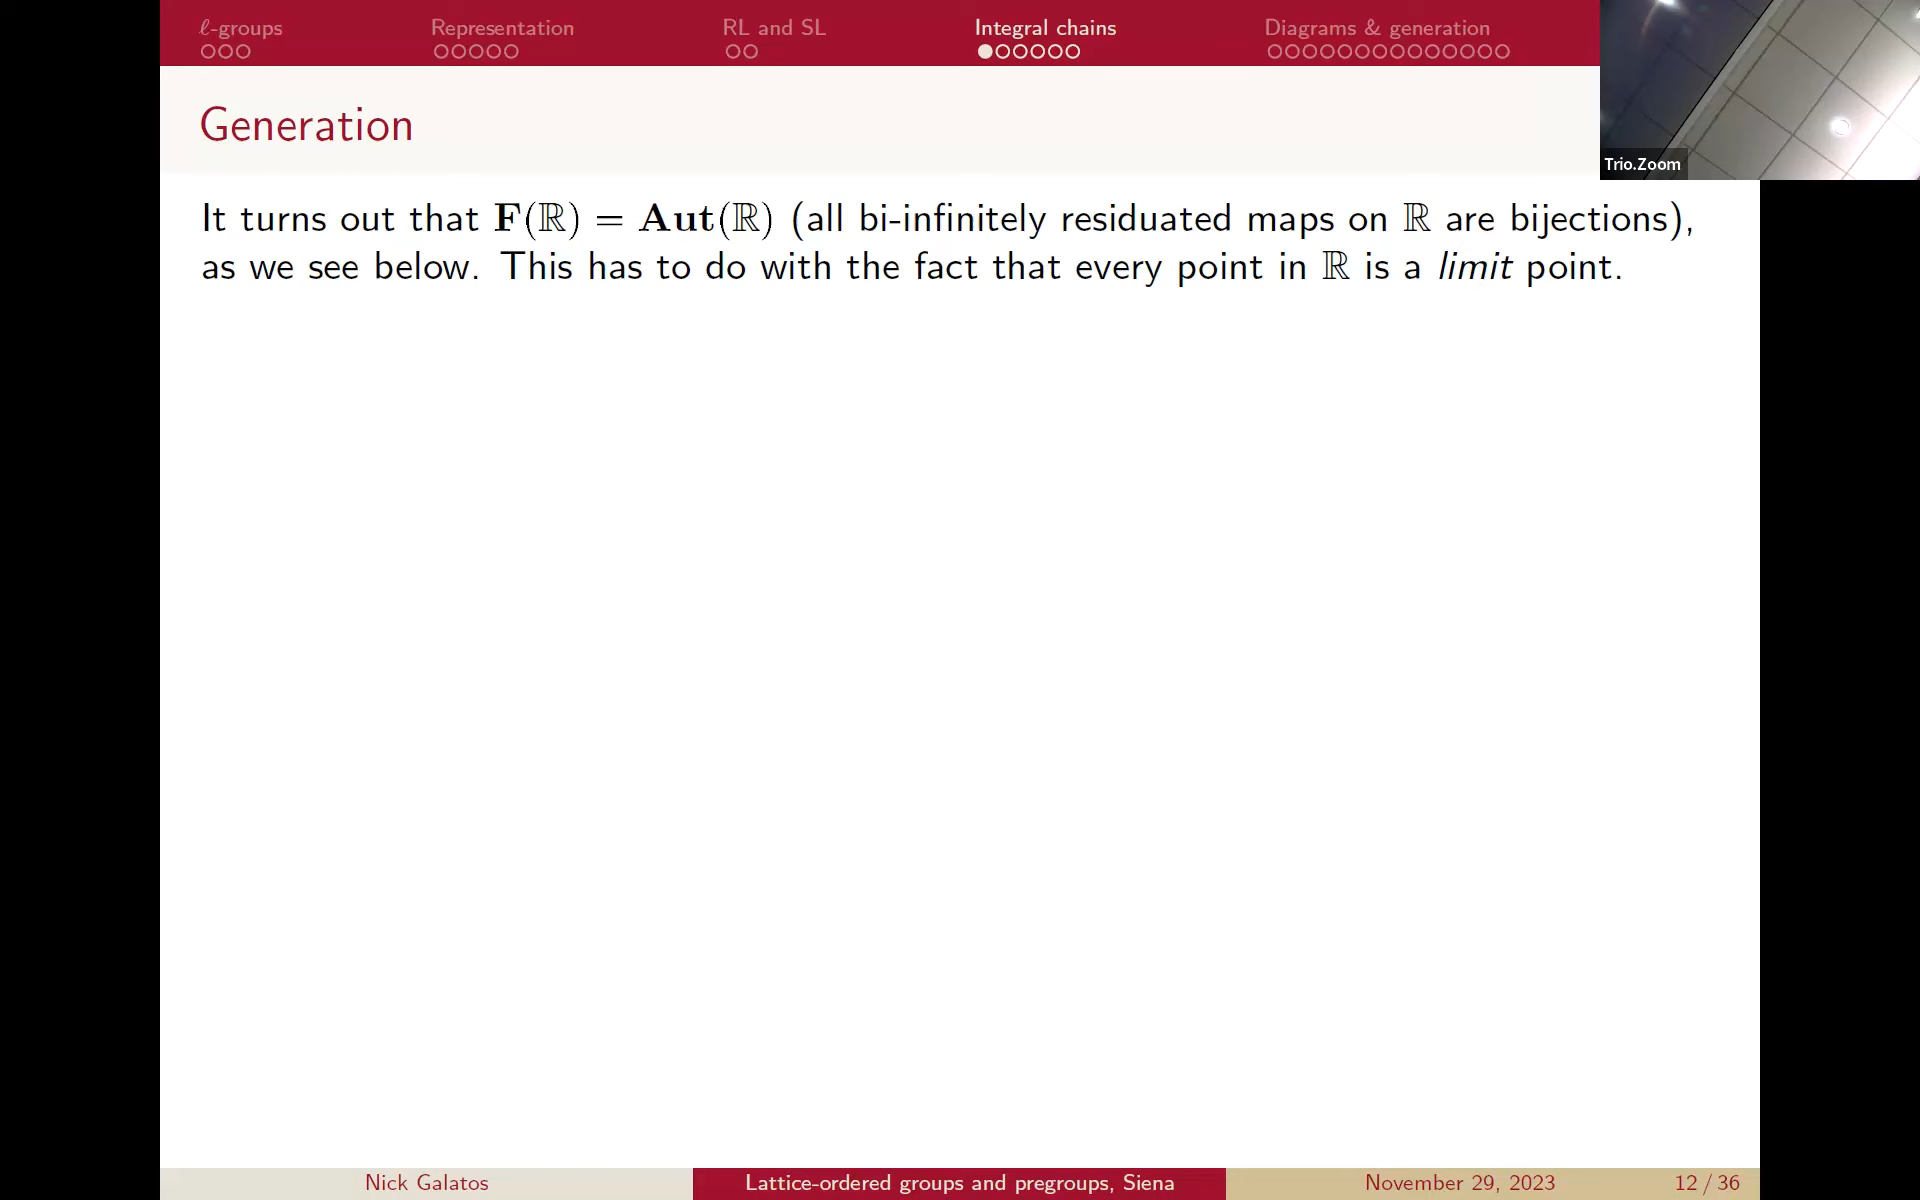 ℓ-groups Representation RL and SL Integral chains Diagrams & generation
Trio.Zoom
Generation
It turns out that F(ℝ) = Aut(ℝ) (all bi-infinitely residuated maps on ℝ are bijections),
as we see below. This has to do with the fact that every point in ℝ is a limit point.
Nick Galatos Lattice-ordered groups and pregroups, Siena November 29, 2023 12 / 36